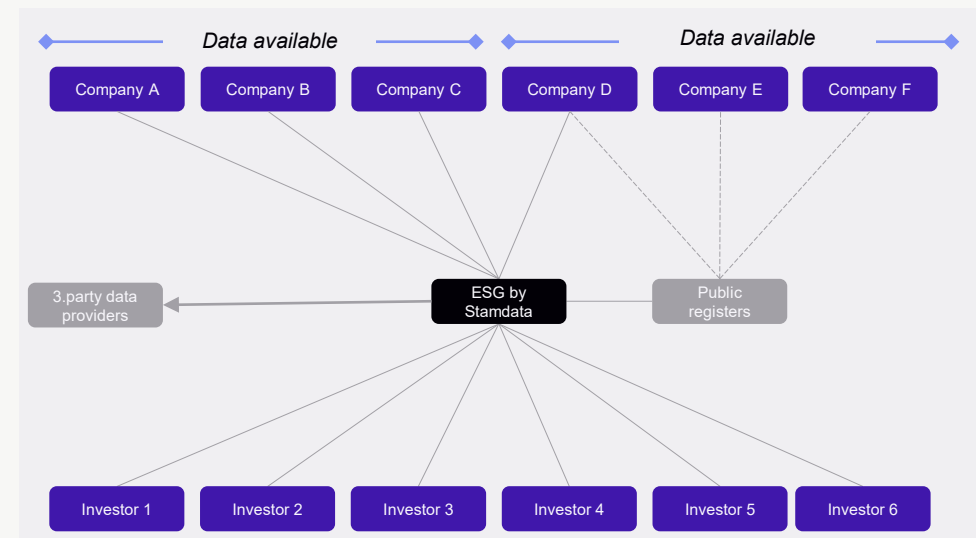 Data available
Data available
Company A
Company B
Company C
Company D
Company E
Company F
3.party data
providers
ESG by
Stamdata
Public
registers
Investor 1
Investor 2
Investor 3
Investor 4
Investor 5
Investor 6